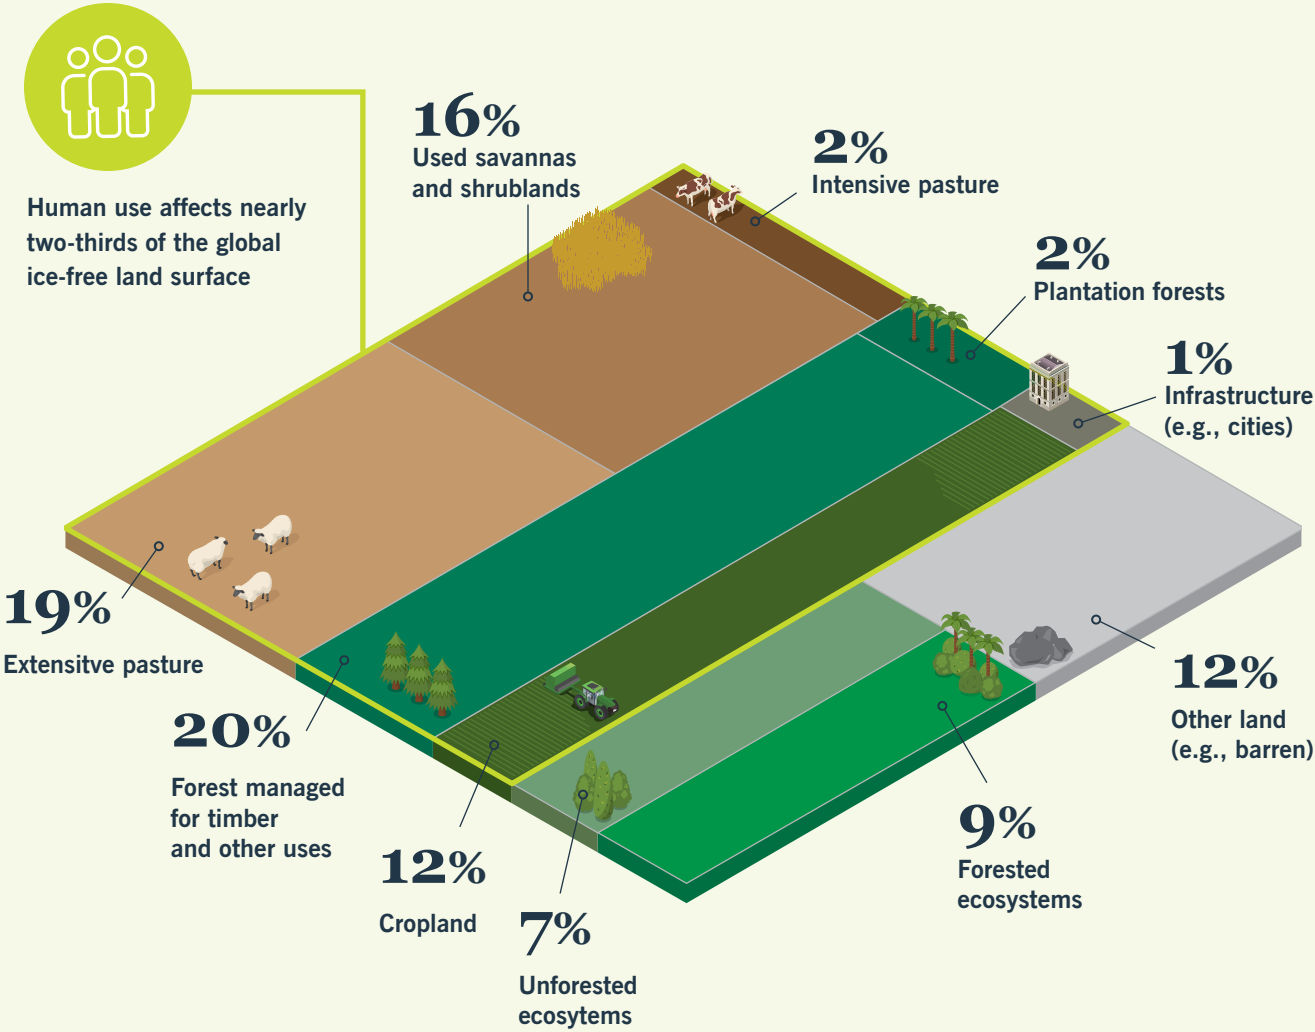 Human use affects nearly
two-thirds of the global
ice-free land surface
16%
Used savannas
and shrublands
2%
Intensive pasture
2%
Plantation forests
1%
Infrastructure
(e.g., cities)
19%
Extensitve pasture
20%
Forest managed
for timber
and other uses
12%
Cropland
7%
Unforested
ecosytems
9%
Forested
ecosystems
12%
Other land
(e.g., barren)